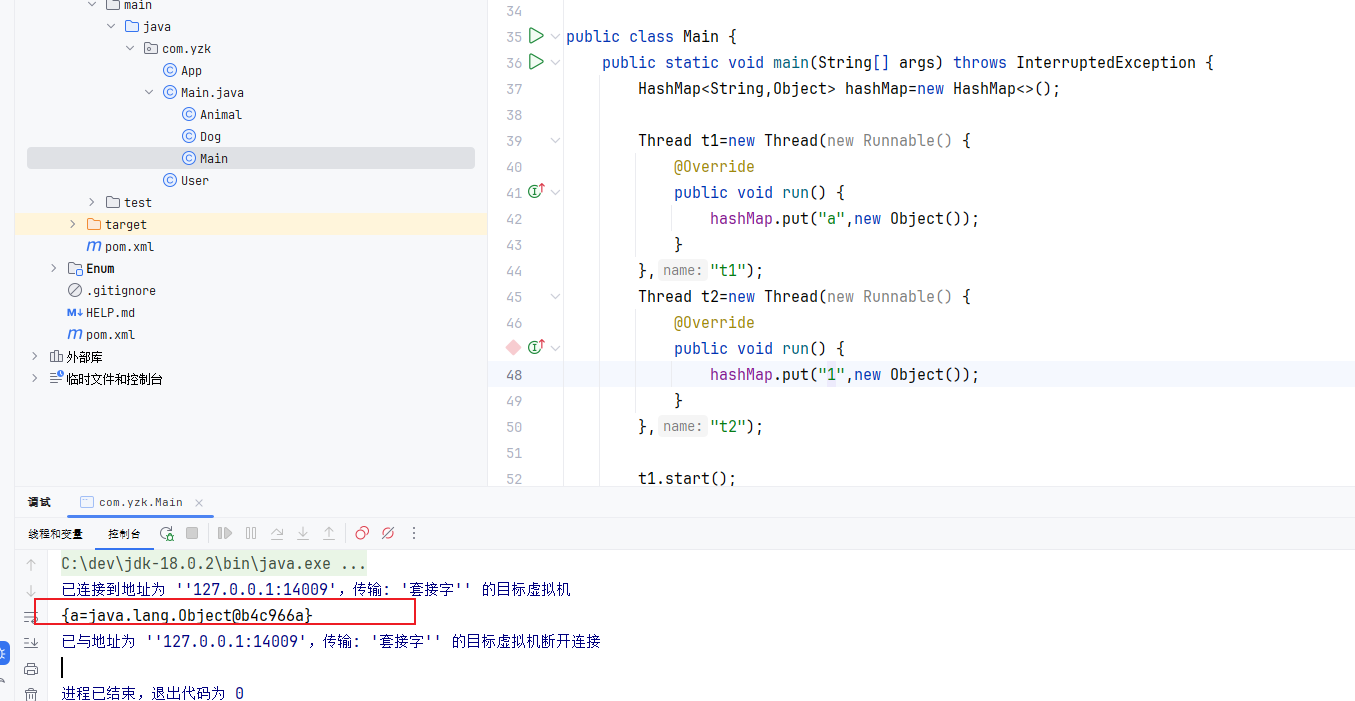 main
java
com.yzk
App
Main.java
Animal
Dog
Main
User
test
target
pom.xml
Enum
.gitignore
HELP.md
pom.xml
外部库
临时文件和控制台
34
35 public class Main {
36 public static void main(String[] args) throws InterruptedException {
37 HashMap<String,Object> hashMap=new HashMap<>();
38
39 Thread t1=new Thread(new Runnable() {
40 @Override
41 public void run() {
42 hashMap.put("a",new Object());
43 }
44 }, name: "t1");
45 Thread t2=new Thread(new Runnable() {
46 @Override
public void run() {
48 hashMap.put("1",new Object());
49 }
50 }, name: "t2");
51
52 t1.start();
调试 com.yzk.Main
线程和变量 控制台
C:\dev\jdk-18.0.2\bin\java.exe ...
已连接到地址为 ''127.0.0.1:14009',传输: '套接字'' 的目标虚拟机
{a=java.lang.Object@b4c966a}
已与地址为 ''127.0.0.1:14009',传输: '套接字'' 的目标虚拟机断开连接
进程已结束,退出代码为 0